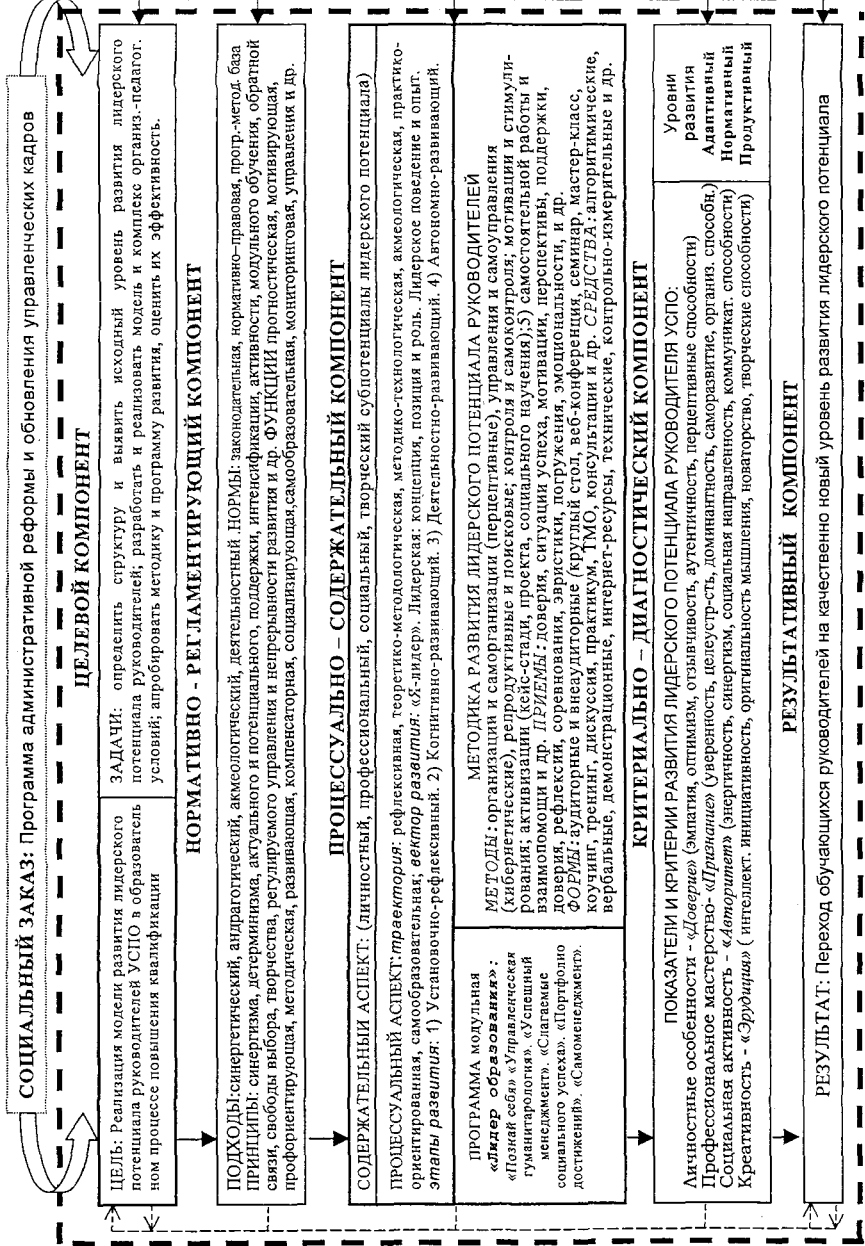 СОЦИАЛЬНЫЙ ЗАКАЗ: Программа административной реформы и обновления управленческих кадров
ЦЕЛЕВОЙ КОМПОНЕНТ
ЦЕЛЬ: Реализация модели развития лидерского
потенциала руководителей УСПО в образователь
ном процессе повышения квалификации
ЗАДАЧИ: определить структуру и выявить исходный уровень развития лидерского
потенциала руководителей; разработать и реализовать модель и комплекс организ.-педагог.
условий; апробировать методику и программу развития, оценить их эффективность.
НОРМАТИВНО - РЕГЛАМЕНТИРУЮЩИЙ КОМПОНЕНТ
ПОДХОДЫ:синергетический, андрагогический, акмеологический, деятельностный. НОРМЫ: законодательная, нормативно-правовая, прогр.-метод. база
ПРИНЦИПЫ: синергизма, детерминизма, актуального и потенциального, поддержки, интенсификации, активности, модульного обучения, обратной
связи, свободы выбора, творчества, регулируемого управления и непрерывности развития и др. ФУНКЦИИ прогностическая, мотивирующая,
профориентирующая, методическая, развивающая, компенсаторная, социализирующая,самообразовательная, мониторинговая, управления и др.
ПРОЦЕССУАЛЬНО – СОДЕРЖАТЕЛЬНЫЙ КОМПОНЕНТ
СОДЕРЖАТЕЛЬНЫЙ АСПЕКТ: (личностный, профессиональный, социальный, творческий субпотенциалы лидерского потенциала)
ПРОЦЕССУАЛЬНЫЙ АСПЕКТ:траектория: рефлексивная, теоретико-методологическая, методико-технологическая, акмеологическая, практико-
ориентированная, самообразовательная; вектор развития: «Я-лидер». Лидерская: концепция, позиция и роль. Лидерское поведение и опыт.
этапы развития: 1) Установочно-рефлексивный. 2) Когнитивно-развивающий. 3) Деятельностно-развивающий. 4) Автономно-развивающий.
ПРОГРАММА модульная
«Лидер образования»:
«Познай себя» «Управленческая
гуманитарология». «Успешный
менеджмент». «Слагаемые
социального успеха». «Портфолио
достижений». «Самоменеджмент».
МЕТОДИКА РАЗВИТИЯ ЛИДЕРСКОГО ПОТЕНЦИАЛА РУКОВОДИТЕЛЕЙ
МЕТОДЫ: организации и самоорганизации (перцептивные), управления и самоуправления
(кибернетические), репродуктивные и поисковые; контроля и самоконтроля; мотивации и стимули-
рования; активизации (кейс-стади, проекта, социального научения);5) самостоятельной работы и
взаимопомощи и др. ПРИЕМЫ: доверия, ситуации успеха, мотивации, перспективы, поддержки,
доверия, рефлексии, соревнования, эвристики, погружения, эмоциональности, и др.
ФОРМЫ: аудиторные и внеаудиторные (круглый стол, веб-конференция, семинар, мастер-класс,
коучинг, тренинг, дискуссия, практикум, ТМО, консультации и др. СРЕДСТВА: алгоритимические,
вербальные, демонстрационные, интернет-ресурсы, технические, контрольно-измерительные и др.
КРИТЕРИАЛЬНО – ДИАГНОСТИЧЕСКИЙ КОМПОНЕНТ
ПОКАЗАТЕЛИ И КРИТЕРИИ РАЗВИТИЯ ЛИДЕРСКОГО ПОТЕНЦИАЛА РУКОВОДИТЕЛЯ УСПО:
Личностные особенности - «Доверие» (эмпатия, оптимизм, отзывчивость, аутентичность, перцептивные способности)
Профессиональное мастерство- «Признание» (уверенность, целеустр-сть, доминантность, саморазвитие, организ. способн.)
Социальная активность - «Авторитет» (энергичность, синергизм, социальная направленность, коммуникат. способности)
Креативность - «Эрудиция» ( интеллект. инициативность, оригинальность мышления, новаторство, творческие способности)
Уровни
развития
Адаптивный
Нормативный
Продуктивный
РЕЗУЛЬТАТИВНЫЙ КОМПОНЕНТ
РЕЗУЛЬТАТ: Переход обучающихся руководителей на качественно новый уровень развития лидерского потенциала